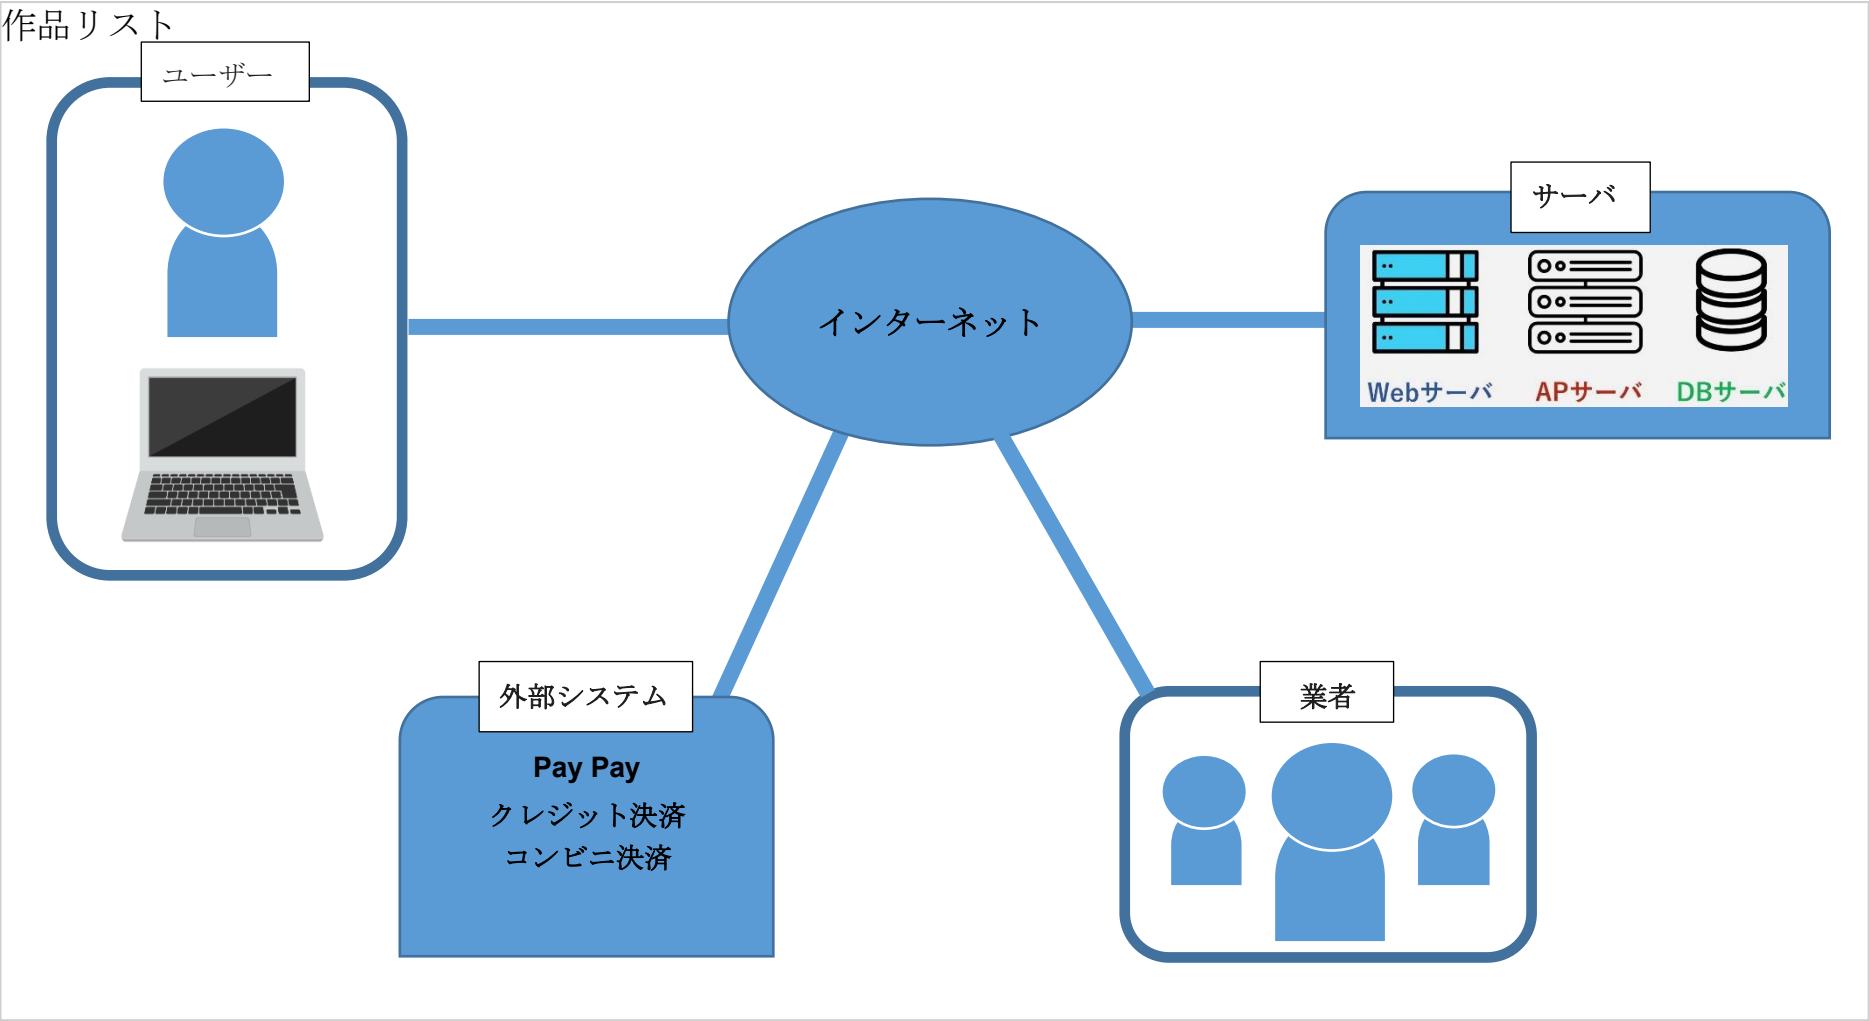 作品リスト
ユーザー
サーバ
インターネット
Webサーバ
APサーバ
DBサーバ
外部システム
Pay Pay
クレジット決済
コンビニ決済
業者